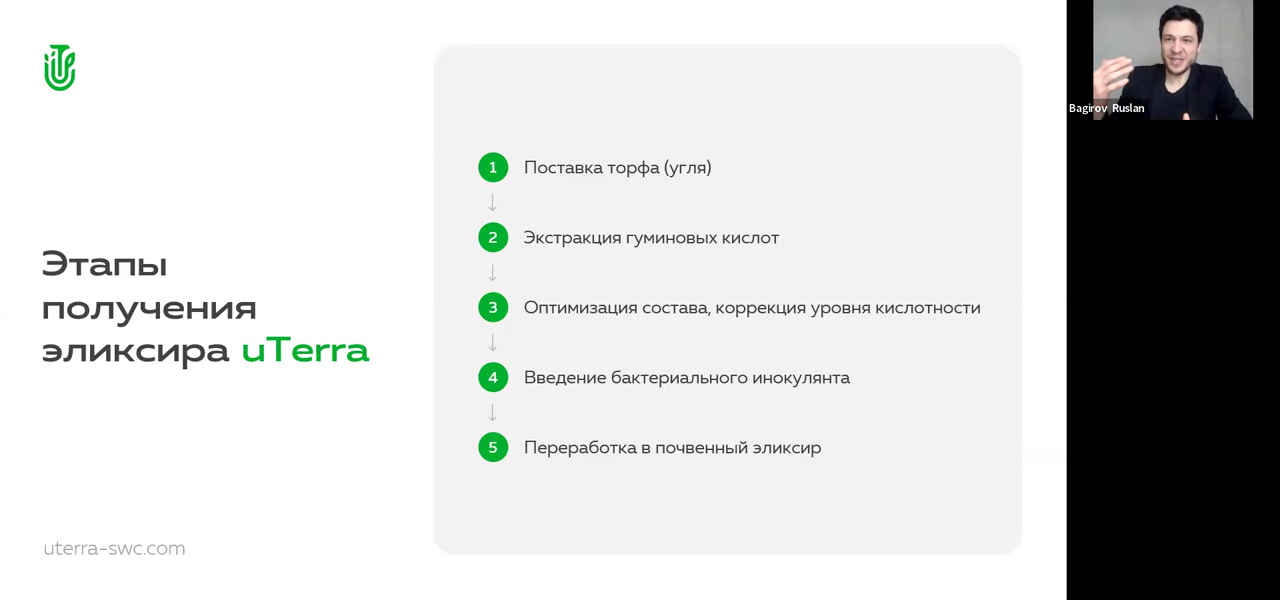 Этапы
получения
эликсира uTerra
uterra-swc.com
1 Поставка торфа (угля)
2 Экстракция гуминовых кислот
3 Оптимизация состава, коррекция уровня кислотности
4 Введение бактериального инокулянта
5 Переработка в почвенный эликсир
Bagirov Ruslan